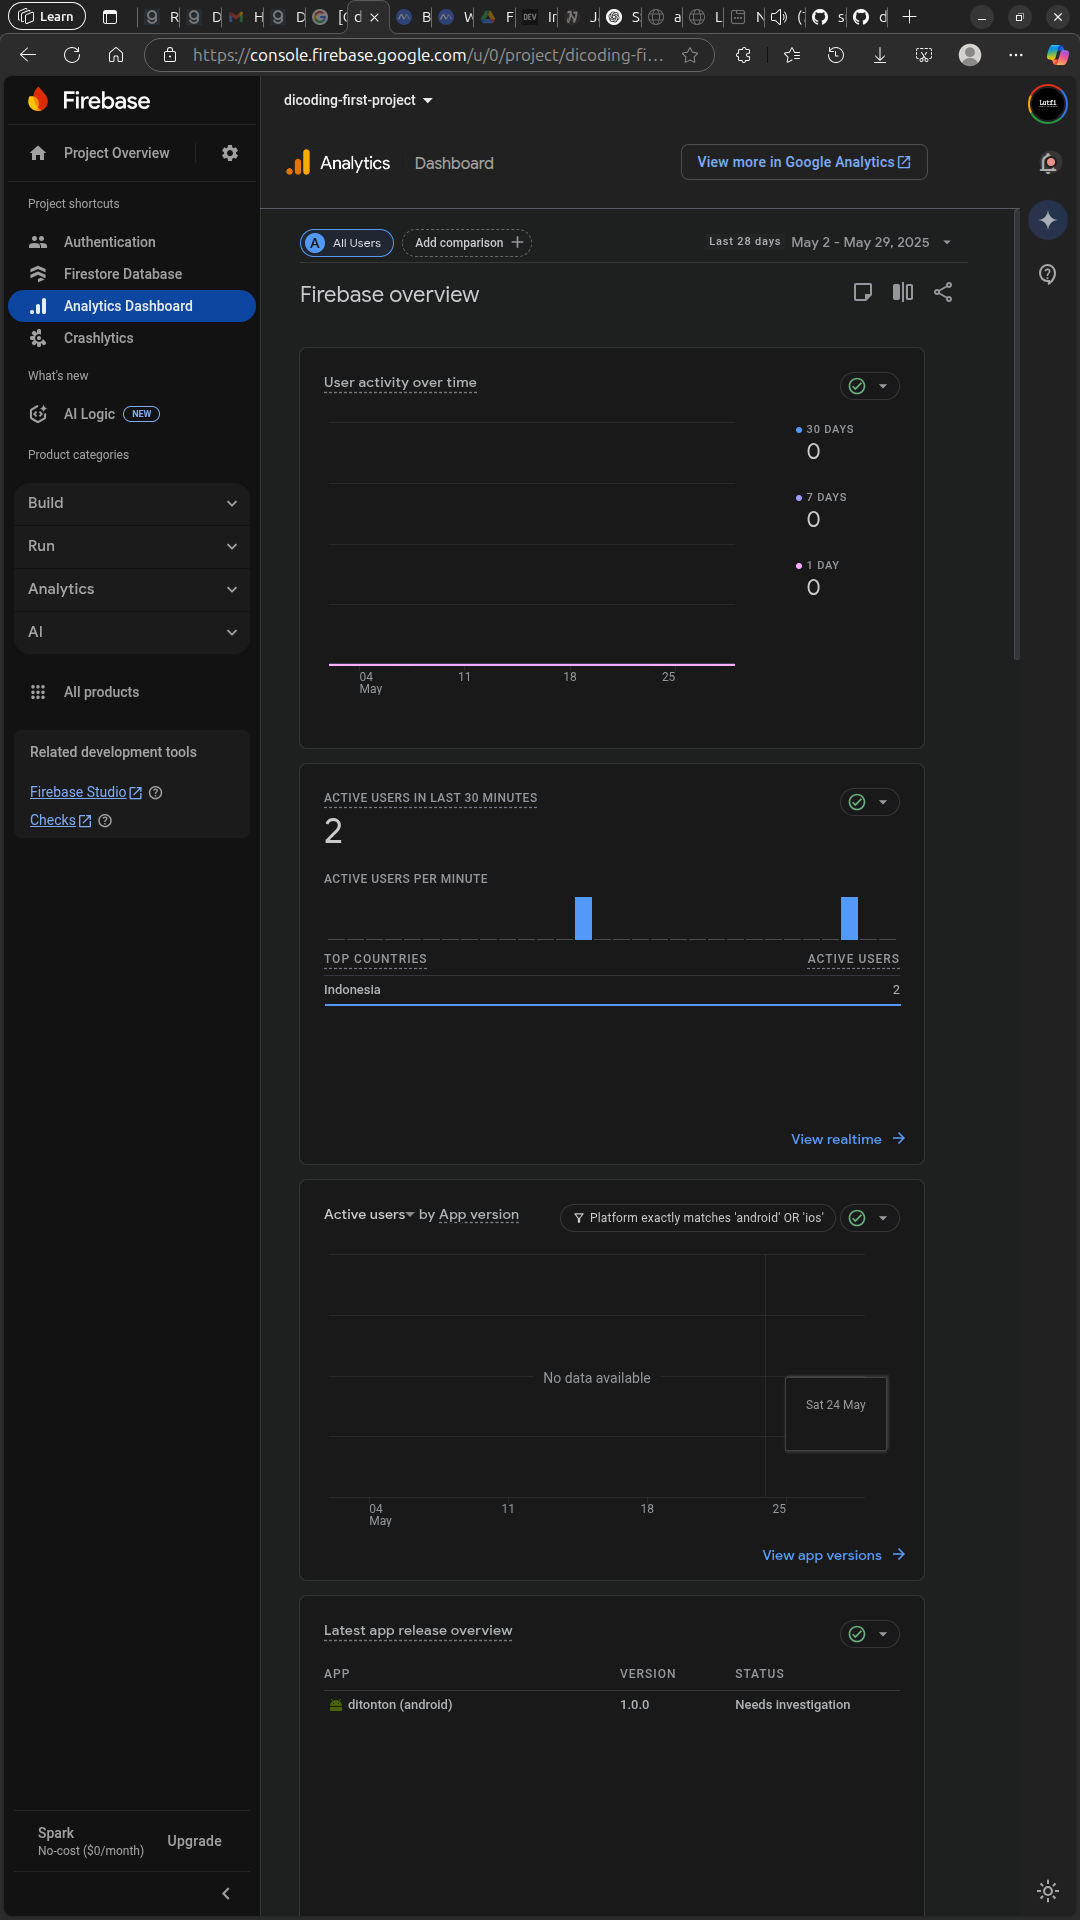 Learn
https://console.firebase.google.com/u/0/project/dicoding-fi...
Firebase
Project Overview
Project shortcuts
Authentication
Firestore Database
Analytics Dashboard
Crashlytics
What's new
AI Logic NEW
Product categories
Build
Run
Analytics
AI
All products
Related development tools
Firebase Studio
Checks
Spark
No-cost ($0/month)
Upgrade
dicoding-first-project
Analytics
Dashboard
View more in Google Analytics
A All Users
Add comparison
Last 28 days May 2 - May 29, 2025
Firebase overview
User activity over time
30 DAYS
0
7 DAYS
0
1 DAY
0
04 11 18 25
May
ACTIVE USERS IN LAST 30 MINUTES
2
ACTIVE USERS PER MINUTE
TOP COUNTRIES ACTIVE USERS
Indonesia 2
View realtime
Active users by App version
Platform exactly matches 'android' OR 'ios'
No data available
Sat 24 May
04 11 18 25
May
View app versions
Latest app release overview
APP VERSION STATUS
ditonton (android) 1.0.0 Needs investigation